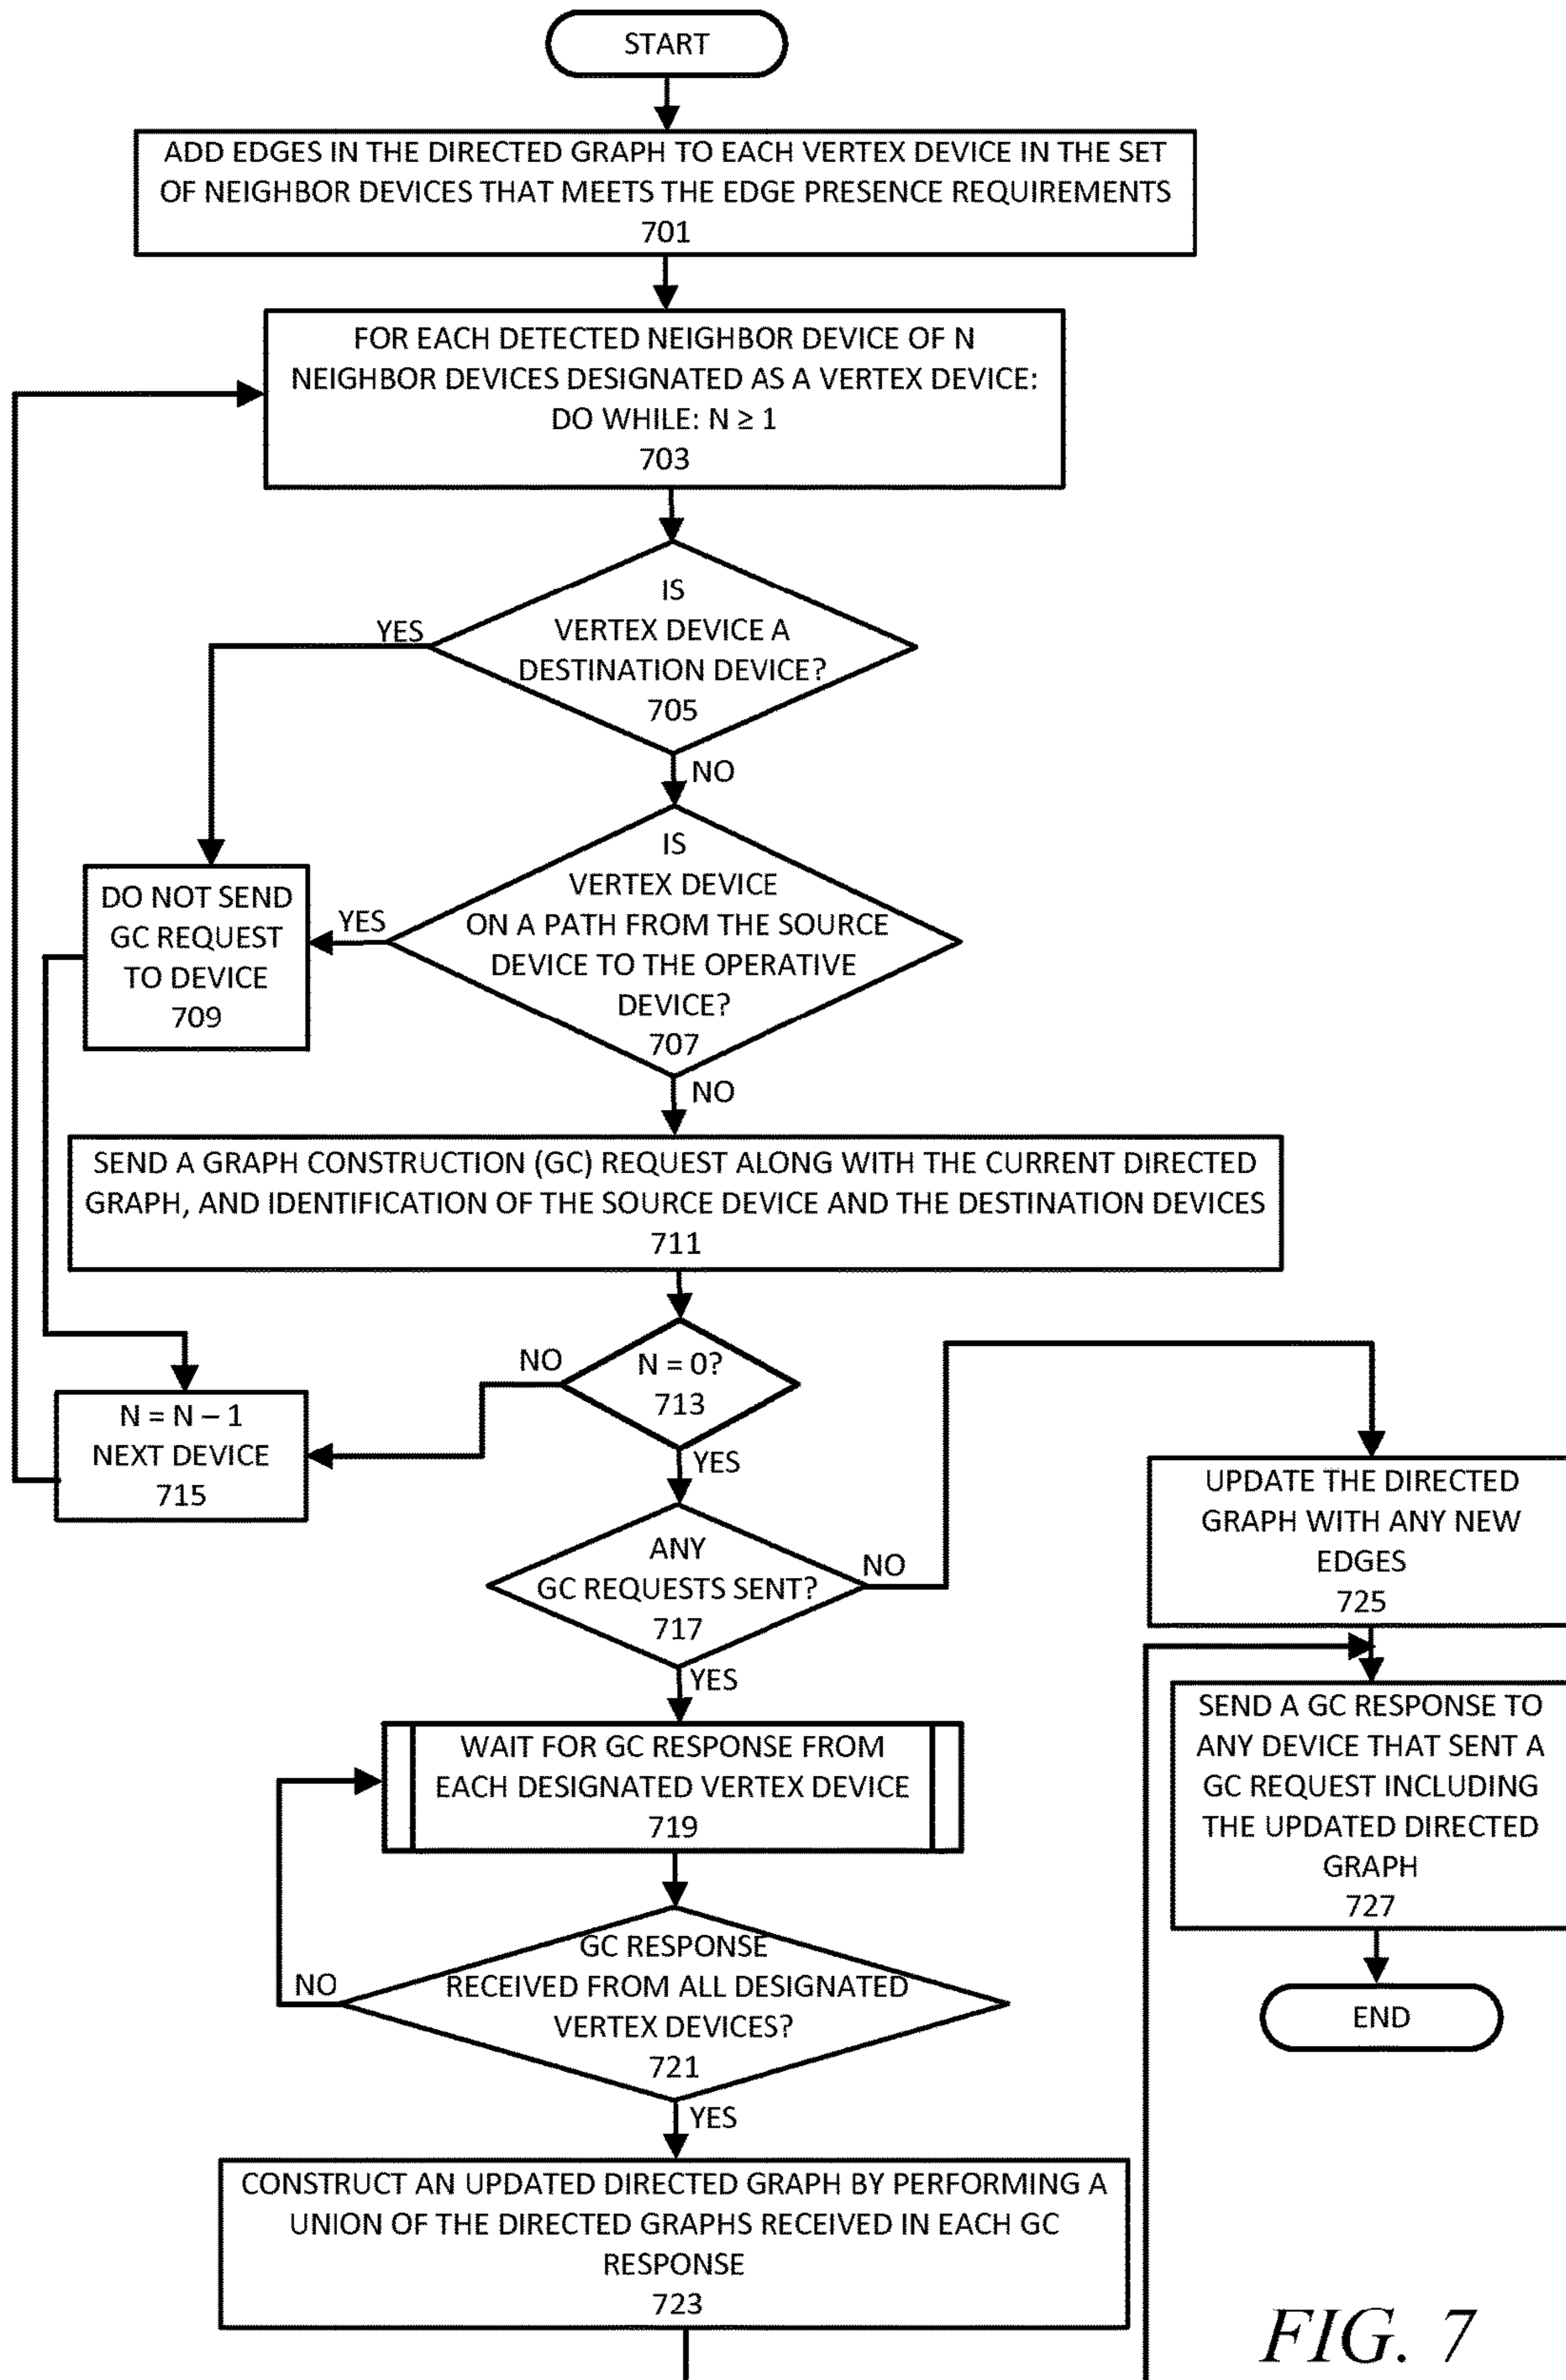 START
ADD EDGES IN THE DIRECTED GRAPH TO EACH VERTEX DEVICE IN THE SET
OF NEIGHBOR DEVICES THAT MEETS THE EDGE PRESENCE REQUIREMENTS
701
FOR EACH DETECTED NEIGHBOR DEVICE OF N
NEIGHBOR DEVICES DESIGNATED AS A VERTEX DEVICE:
DO WHILE: N ≥ 1
703
IS
VERTEX DEVICE A
DESTINATION DEVICE?
705
YES
NO
IS
VERTEX DEVICE
ON A PATH FROM THE SOURCE
DEVICE TO THE OPERATIVE
DEVICE?
707
YES
NO
DO NOT SEND
GC REQUEST
TO DEVICE
709
SEND A GRAPH CONSTRUCTION (GC) REQUEST ALONG WITH THE CURRENT DIRECTED
GRAPH, AND IDENTIFICATION OF THE SOURCE DEVICE AND THE DESTINATION DEVICES
711
N = 0?
713
NO
YES
N = N – 1
NEXT DEVICE
715
ANY
GC REQUESTS SENT?
717
NO
YES
WAIT FOR GC RESPONSE FROM
EACH DESIGNATED VERTEX DEVICE
719
GC RESPONSE
RECEIVED FROM ALL DESIGNATED
VERTEX DEVICES?
721
NO
YES
CONSTRUCT AN UPDATED DIRECTED GRAPH BY PERFORMING A
UNION OF THE DIRECTED GRAPHS RECEIVED IN EACH GC
RESPONSE
723
UPDATE THE DIRECTED
GRAPH WITH ANY NEW
EDGES
725
SEND A GC RESPONSE TO
ANY DEVICE THAT SENT A
GC REQUEST INCLUDING
THE UPDATED DIRECTED
GRAPH
727
END
FIG. 7